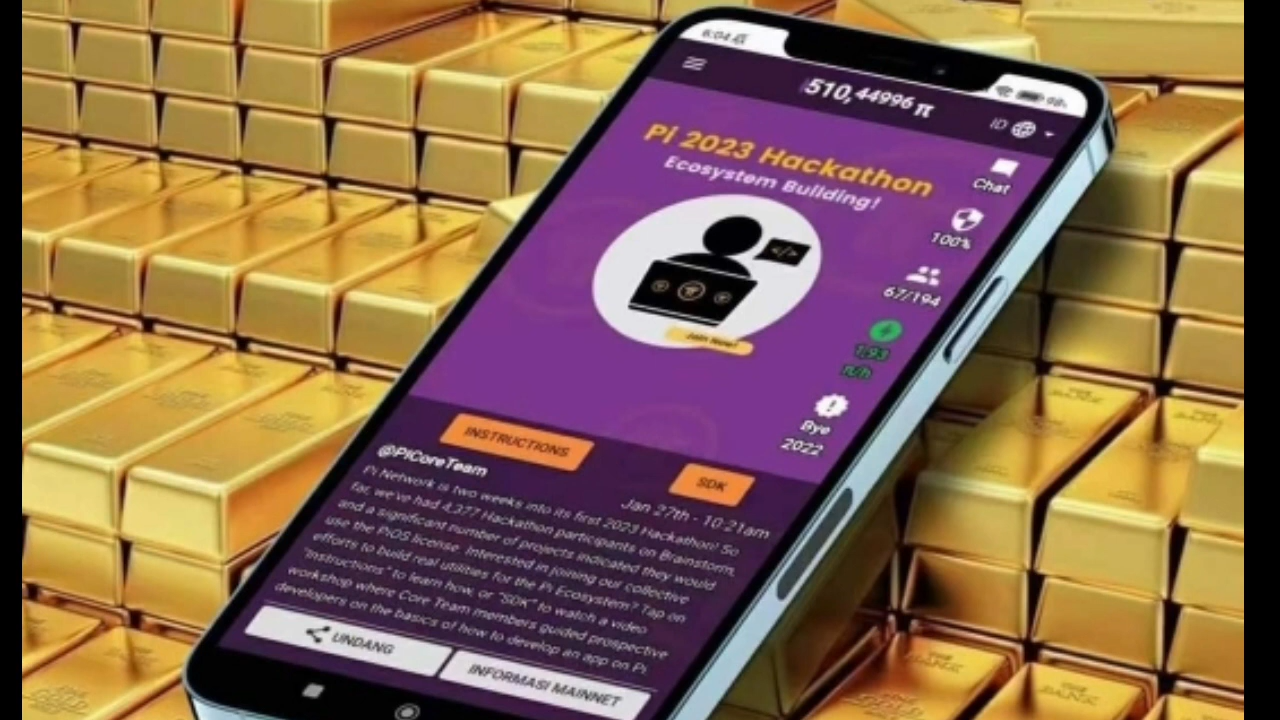 6:04
510,44996 π
ID
Pi 2023 Hackathon
Ecosystem Building!
Chat
100%
67/194
Join Now!
1,93
π/h
Bye
2022
INSTRUCTIONS
SDK
@PiCoreTeam
Jan 27th - 10:21am
Pi Network is two weeks into its first 2023 Hackathon! So
far, we've had 4,377 Hackathon participants on Brainstorm,
and a significant number of projects indicated they would
use the PiOS license. Interested in joining our collective
efforts to build real utilities for the Pi Ecosystem? Tap on
"Instructions" to learn how, or "SDK" to watch a video
workshop where Core Team members guided prospective
developers on the basics of how to develop an app on Pi.
UNDANG
INFORMASI MAINNET